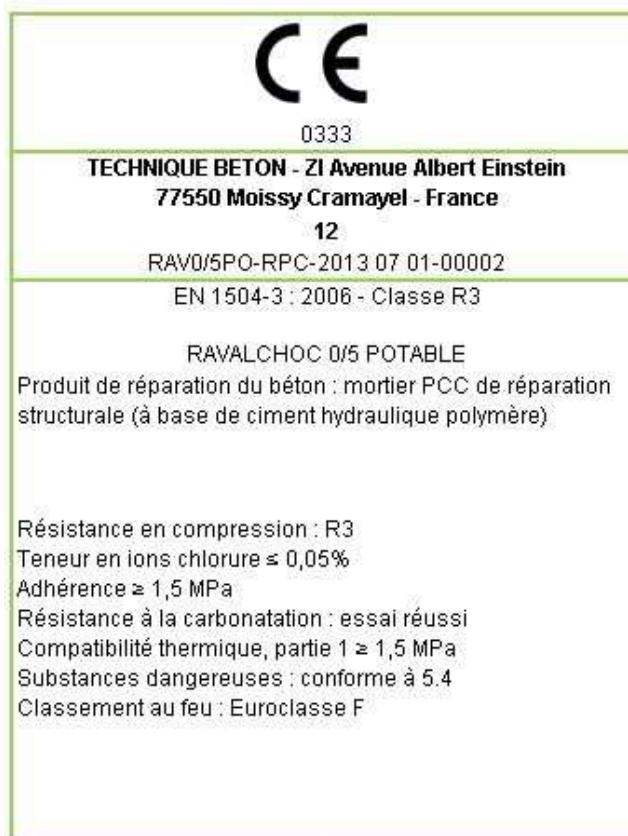 CE
0333
TECHNIQUE BETON - ZI Avenue Albert Einstein
77550 Moissy Cramayel - France
12
RAV0/5PO-RPC-2013 07 01-00002
EN 1504-3 : 2006 - Classe R3
RAVALCHOC 0/5 POTABLE
Produit de réparation du béton : mortier PCC de réparation
structurale (à base de ciment hydraulique polymère)
Résistance en compression : R3
Teneur en ions chlorure ≤ 0,05%
Adhérence ≥ 1,5 MPa
Résistance à la carbonatation : essai réussi
Compatibilité thermique, partie 1 ≥ 1,5 MPa
Substances dangereuses : conforme à 5.4
Classement au feu : Euroclasse F